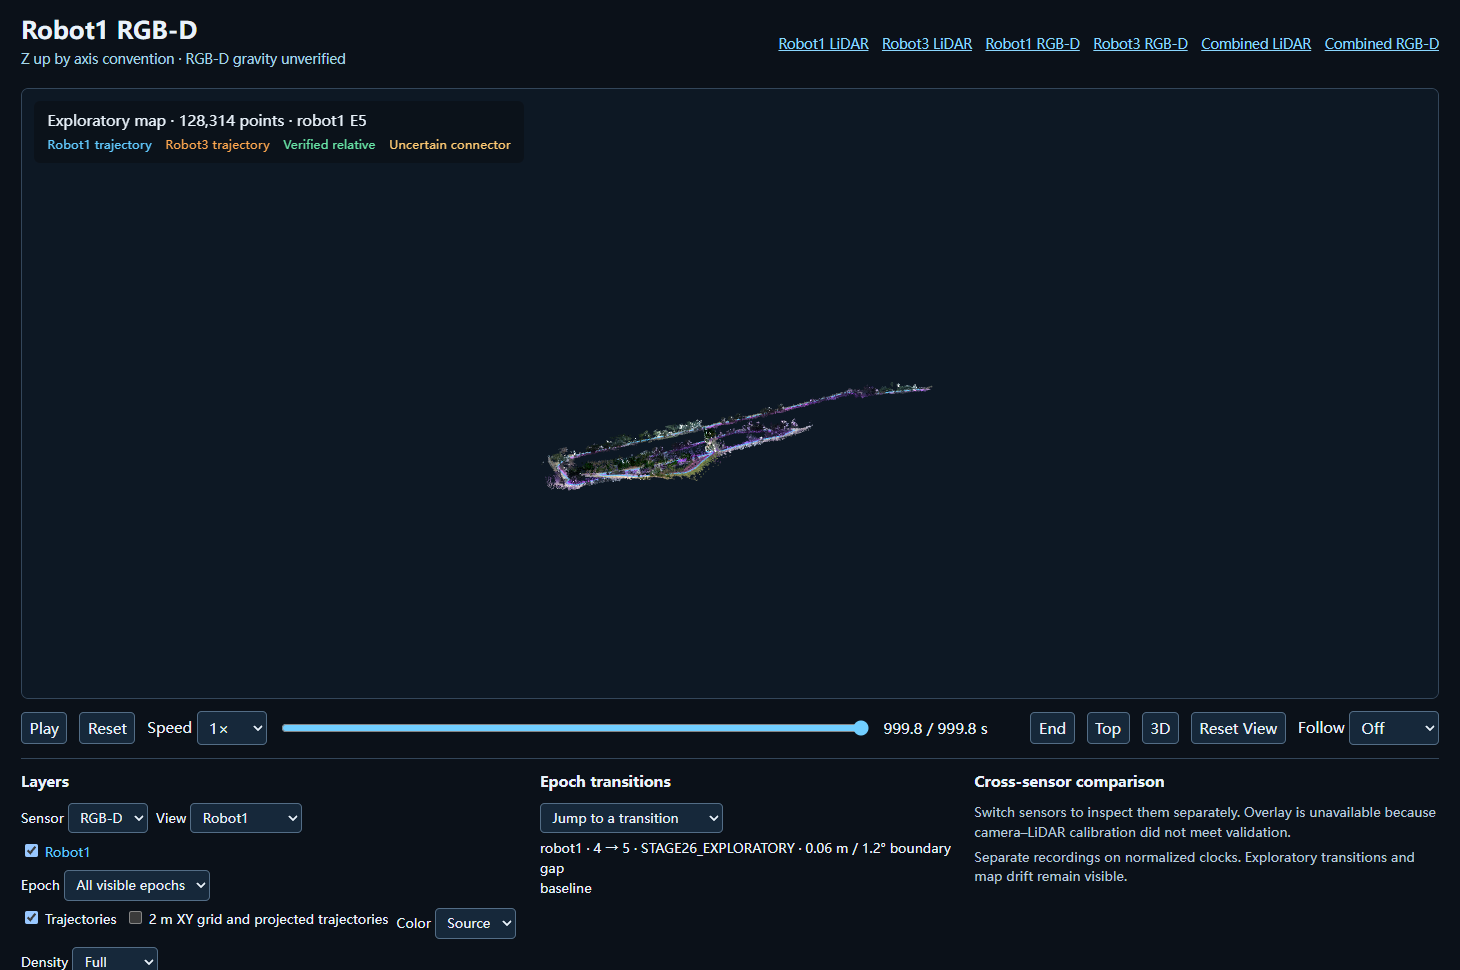 Robot1 RGB-D
Z up by axis convention · RGB-D gravity unverified
Robot1 LiDAR Robot3 LiDAR Robot1 RGB-D Robot3 RGB-D Combined LiDAR Combined RGB-D
Exploratory map · 128,314 points · robot1 E5
Robot1 trajectory Robot3 trajectory Verified relative Uncertain connector
Play Reset Speed 1× 999.8 / 999.8 s End Top 3D Reset View Follow Off
Layers
Sensor RGB-D View Robot1
Robot1
Epoch All visible epochs
Trajectories 2 m XY grid and projected trajectories Color Source
Density Full
Epoch transitions
Jump to a transition
robot1 · 4 → 5 · STAGE26_EXPLORATORY · 0.06 m / 1.2° boundary
gap
baseline
Cross-sensor comparison
Switch sensors to inspect them separately. Overlay is unavailable because
camera–LiDAR calibration did not meet validation.
Separate recordings on normalized clocks. Exploratory transitions and
map drift remain visible.